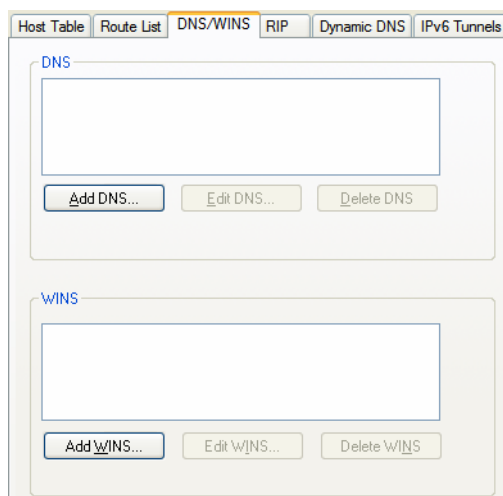 Host Table Route List DNS/WINS RIP Dynamic DNS IPv6 Tunnels
DNS
Add DNS... Edit DNS... Delete DNS
WINS
Add WINS... Edit WINS... Delete WINS